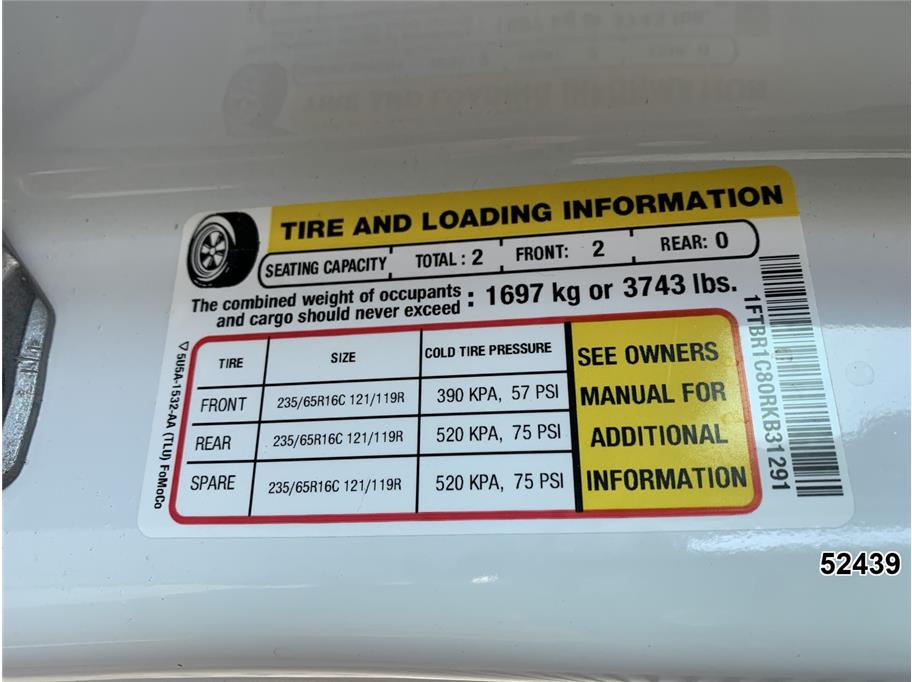 TIRE AND LOADING INFORMATION
SEATING CAPACITY TOTAL : 2 FRONT: 2 REAR: 0
The combined weight of occupants
and cargo should never exceed : 1697 kg or 3743 lbs.
TIRE SIZE COLD TIRE PRESSURE
FRONT 235/65R16C 121/119R 390 KPA, 57 PSI
REAR 235/65R16C 121/119R 520 KPA, 75 PSI
SPARE 235/65R16C 121/119R 520 KPA, 75 PSI
SEE OWNERS
MANUAL FOR
ADDITIONAL
INFORMATION
5U5A-1532-AA (TLU) FoMoCo
1FTBR1C80RKB31291
52439